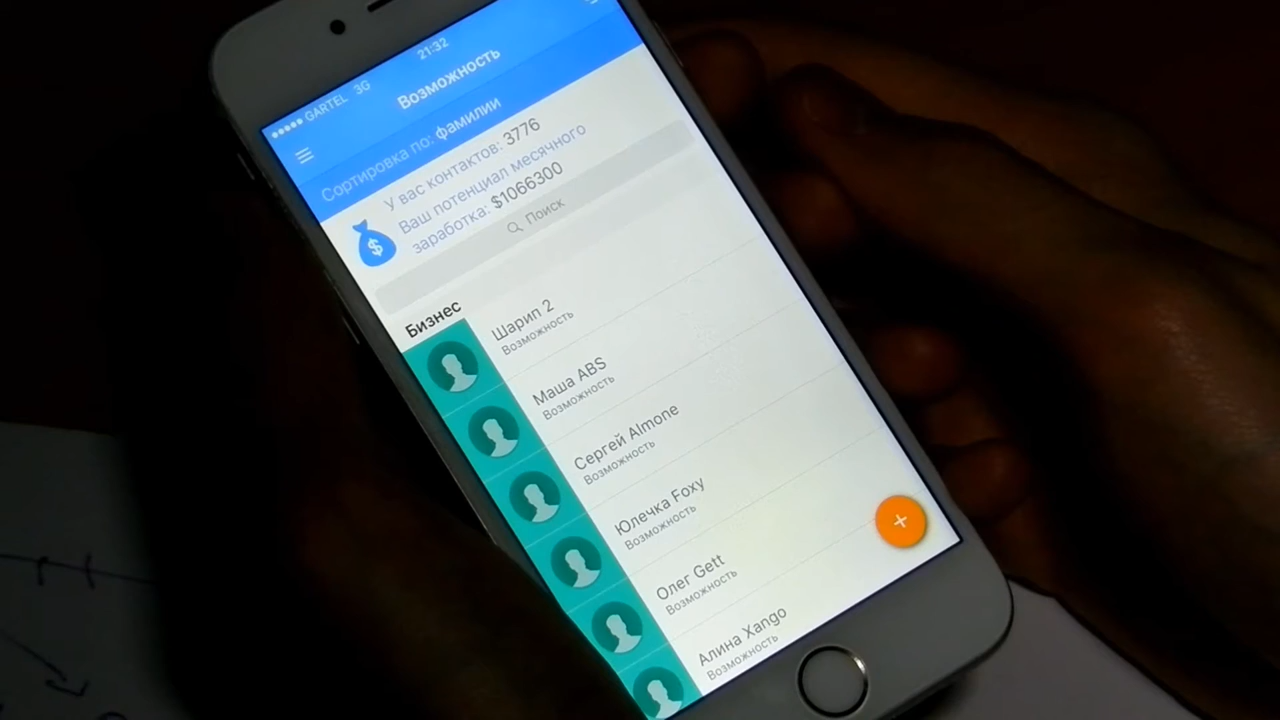 GARTEL 3G 21:32
Возможность
Сортировка по: фамилии
У вас контактов: 3776
Ваш потенциал месячного
заработка: $1066300
Поиск
Бизнес
Шарип 2
Возможность
Маша ABS
Возможность
Сергей Almone
Возможность
Юлечка Foxy
Возможность
Олег Gett
Возможность
Алина Xango
Возможность